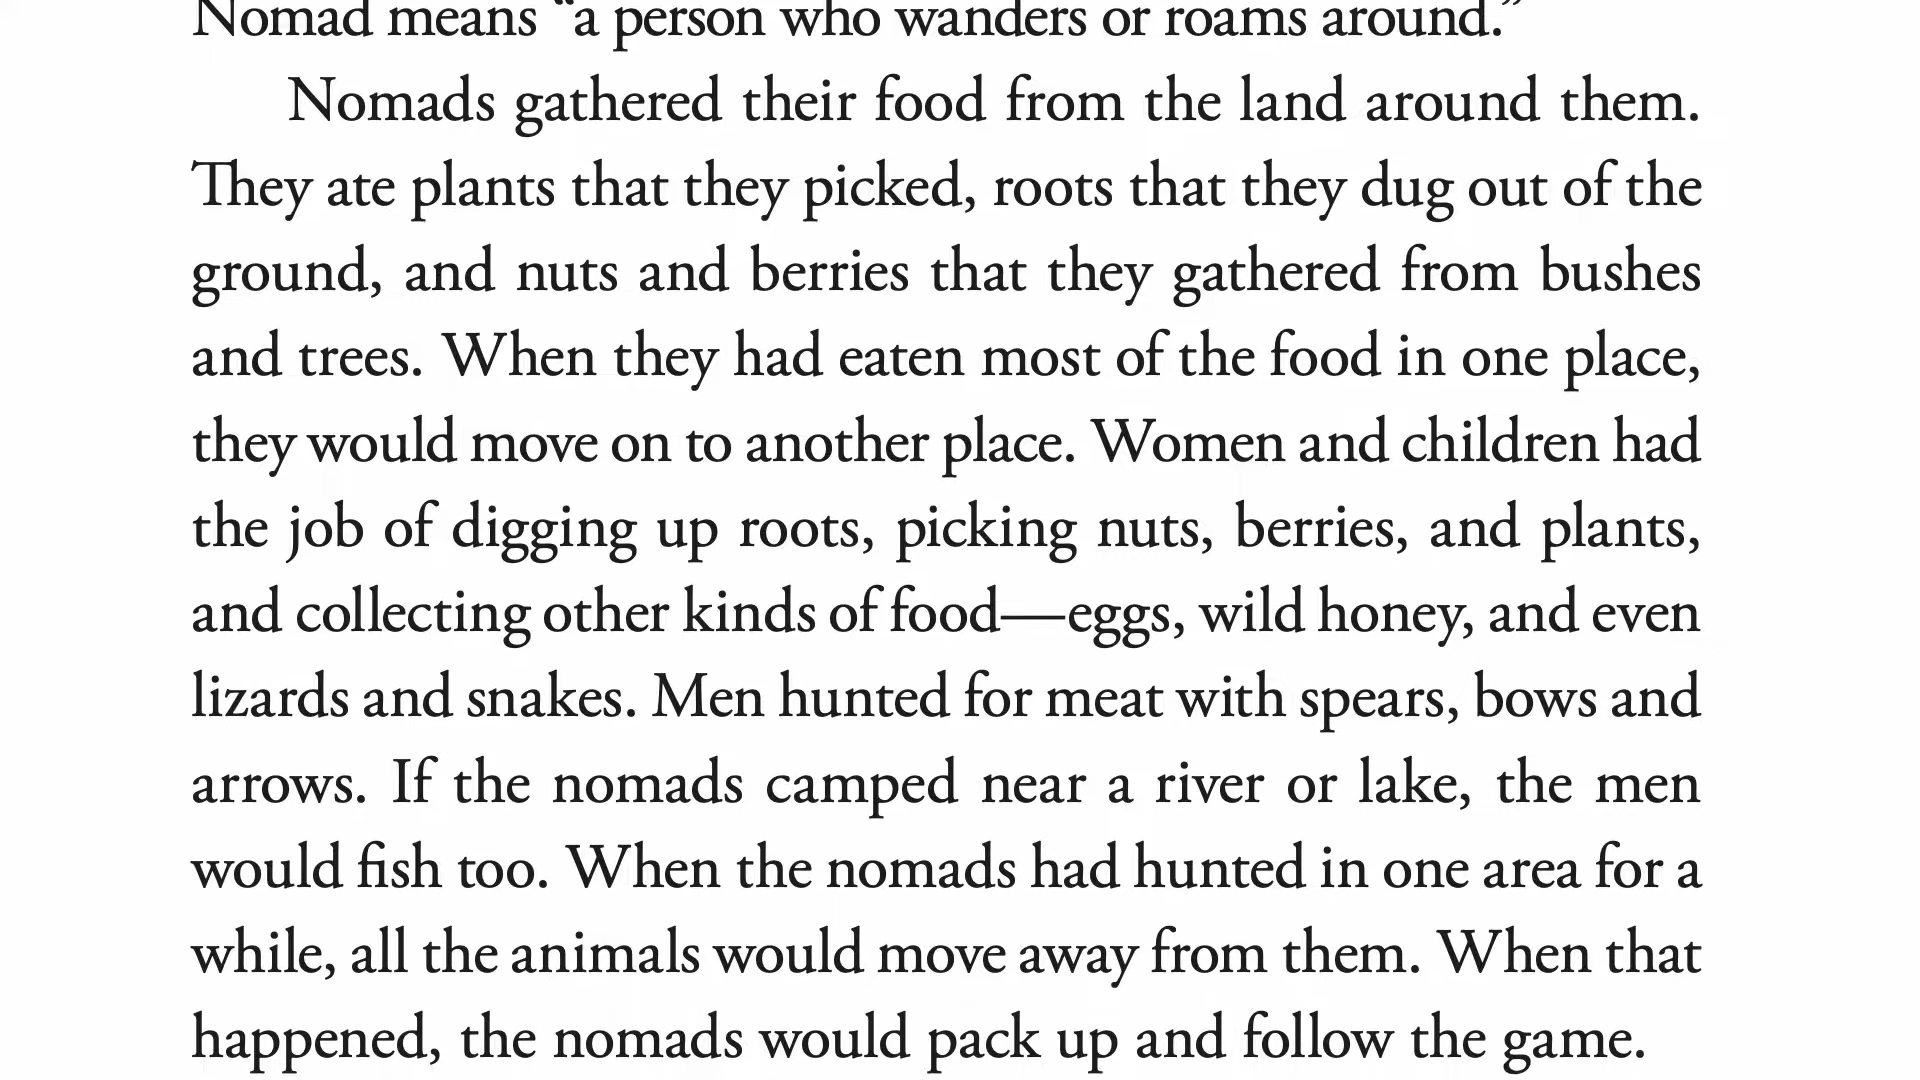 Nomad means “a person who wanders or roams around.”
Nomads gathered their food from the land around them.
They ate plants that they picked, roots that they dug out of the
ground, and nuts and berries that they gathered from bushes
and trees. When they had eaten most of the food in one place,
they would move on to another place. Women and children had
the job of digging up roots, picking nuts, berries, and plants,
and collecting other kinds of food—eggs, wild honey, and even
lizards and snakes. Men hunted for meat with spears, bows and
arrows. If the nomads camped near a river or lake, the men
would fish too. When the nomads had hunted in one area for a
while, all the animals would move away from them. When that
happened, the nomads would pack up and follow the game.